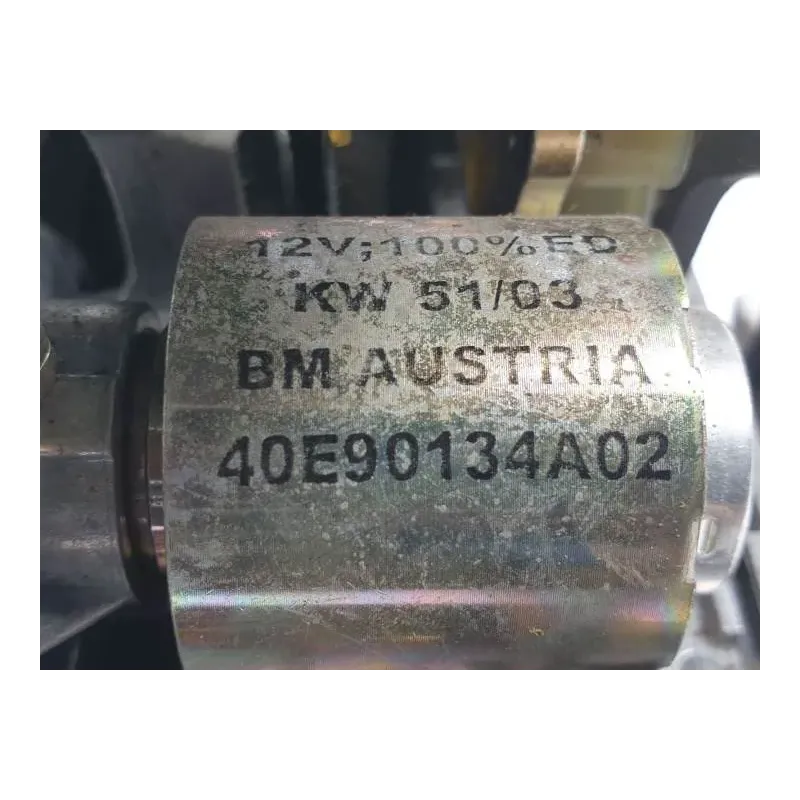 12V;100%ED
KW 51/03
BM AUSTRIA
40E90134A02